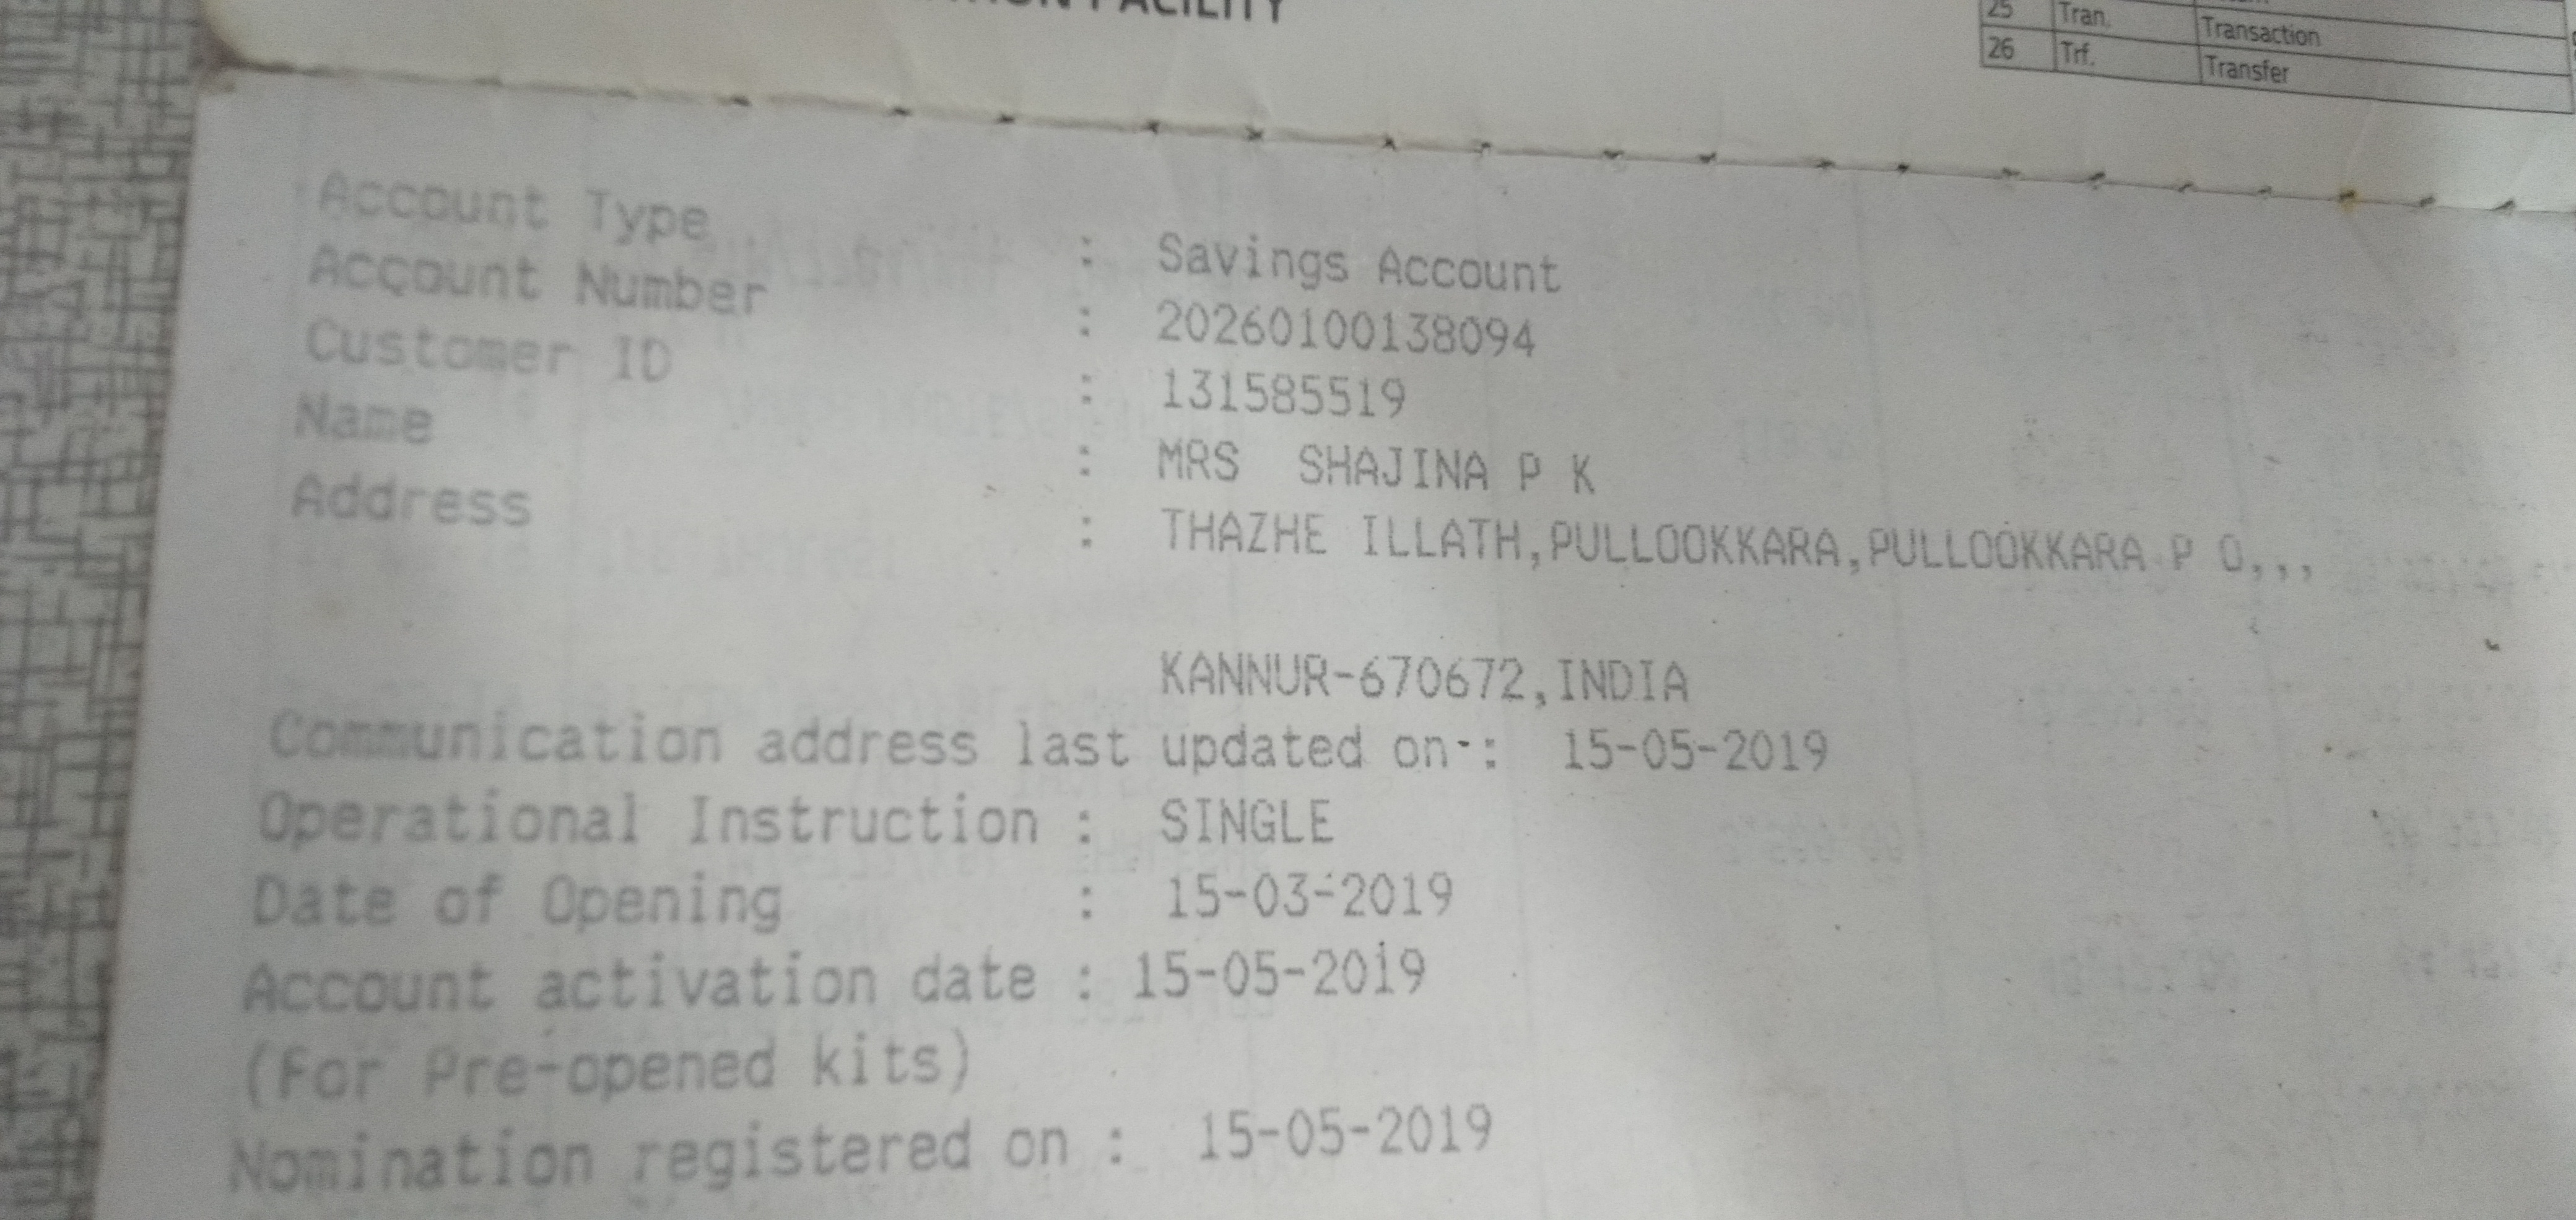 FACILITY
25 Tran. Transaction
26 Trf. Transfer
Account Type : Savings Account
Account Number : 20260100138094
Customer ID : 131585519
Name : MRS SHAJINA P K
Address : THAZHE ILLATH,PULLOOKKARA,PULLOOKKARA P O,,,
KANNUR-670672,INDIA
Communication address last updated on : 15-05-2019
Operational Instruction : SINGLE
Date of Opening : 15-03-2019
Account activation date : 15-05-2019
(For Pre-opened kits)
Nomination registered on : 15-05-2019